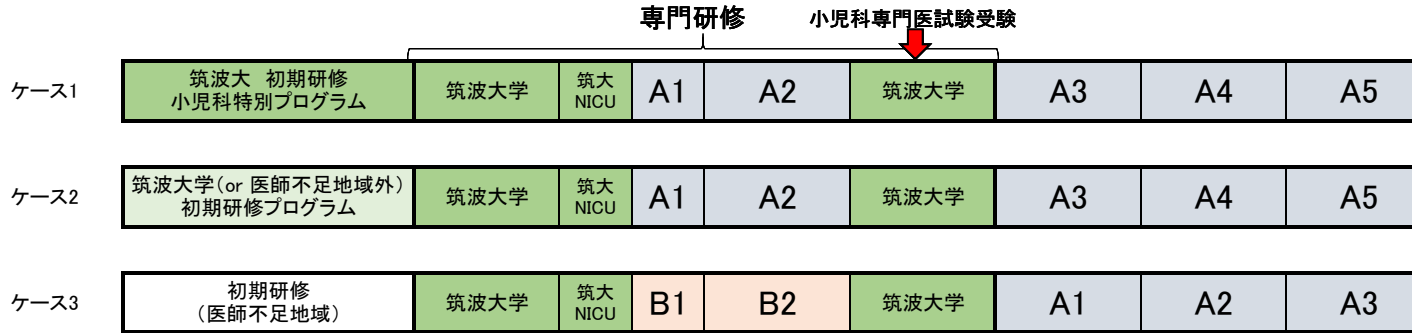 専門研修
小児科専門医試験受験
ケース1
筑波大 初期研修
小児科特別プログラム
筑波大学
筑大
NICU
A1
A2
筑波大学
A3
A4
A5
ケース2
筑波大学(or 医師不足地域外)
初期研修プログラム
筑波大学
筑大
NICU
A1
A2
筑波大学
A3
A4
A5
ケース3
初期研修
(医師不足地域)
筑波大学
筑大
NICU
B1
B2
筑波大学
A1
A2
A3